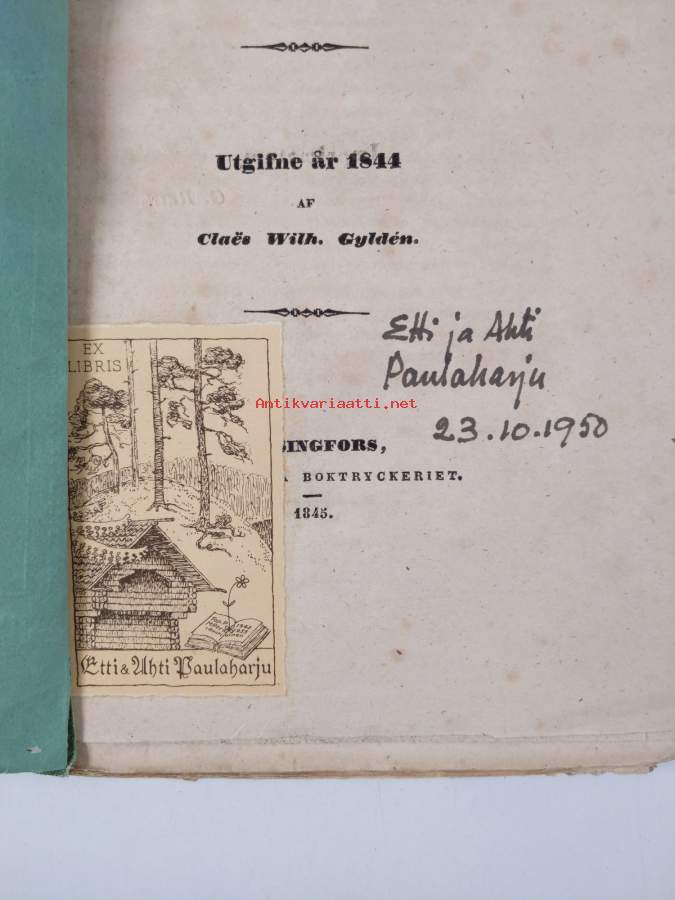 Utgifne år 1844
AF
Claës Wilh. Gyldén.
Etti ja Ahti
Paulaharju
23.10.1950
EX
LIBRIS
Antikvariaatti.net
SINGFORS,
BOKTRYCKERIET.
1845.
Etti & Ahti Paulaharju